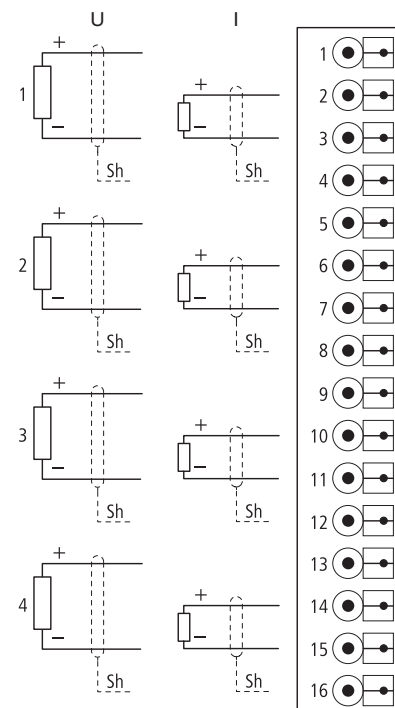 U I
1 + − Sh
+ − Sh
2 + − Sh
+ − Sh
3 + − Sh
+ − Sh
4 + − Sh
+ − Sh
1
2
3
4
5
6
7
8
9
10
11
12
13
14
15
16